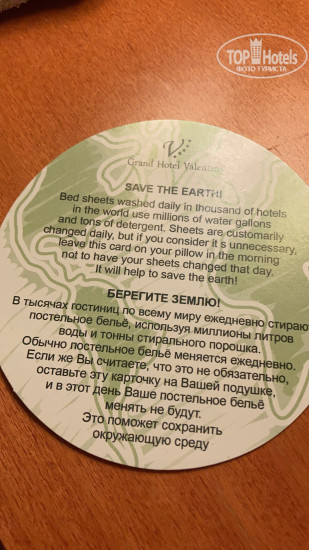 TOP Hotels
ФОТО ТУРИСТА
V
Grand Hotel Valentina
SAVE THE EARTH!
Bed sheets washed daily in thousand of hotels
in the world use millions of water gallons
and tons of detergent. Sheets are customarily
changed daily, but if you consider it is unnecessary,
leave this card on your pillow in the morning
not to have your sheets changed that day.
It will help to save the earth!
БЕРЕГИТЕ ЗЕМЛЮ!
В тысячах гостиниц по всему миру ежедневно стирают
постельное бельё, используя миллионы литров
воды и тонны стирального порошка.
Обычно постельное бельё меняется ежедневно.
Если же Вы считаете, что это не обязательно,
оставьте эту карточку на Вашей подушке,
и в этот день Ваше постельное бельё
менять не будут.
Это поможет сохранить
окружающую среду